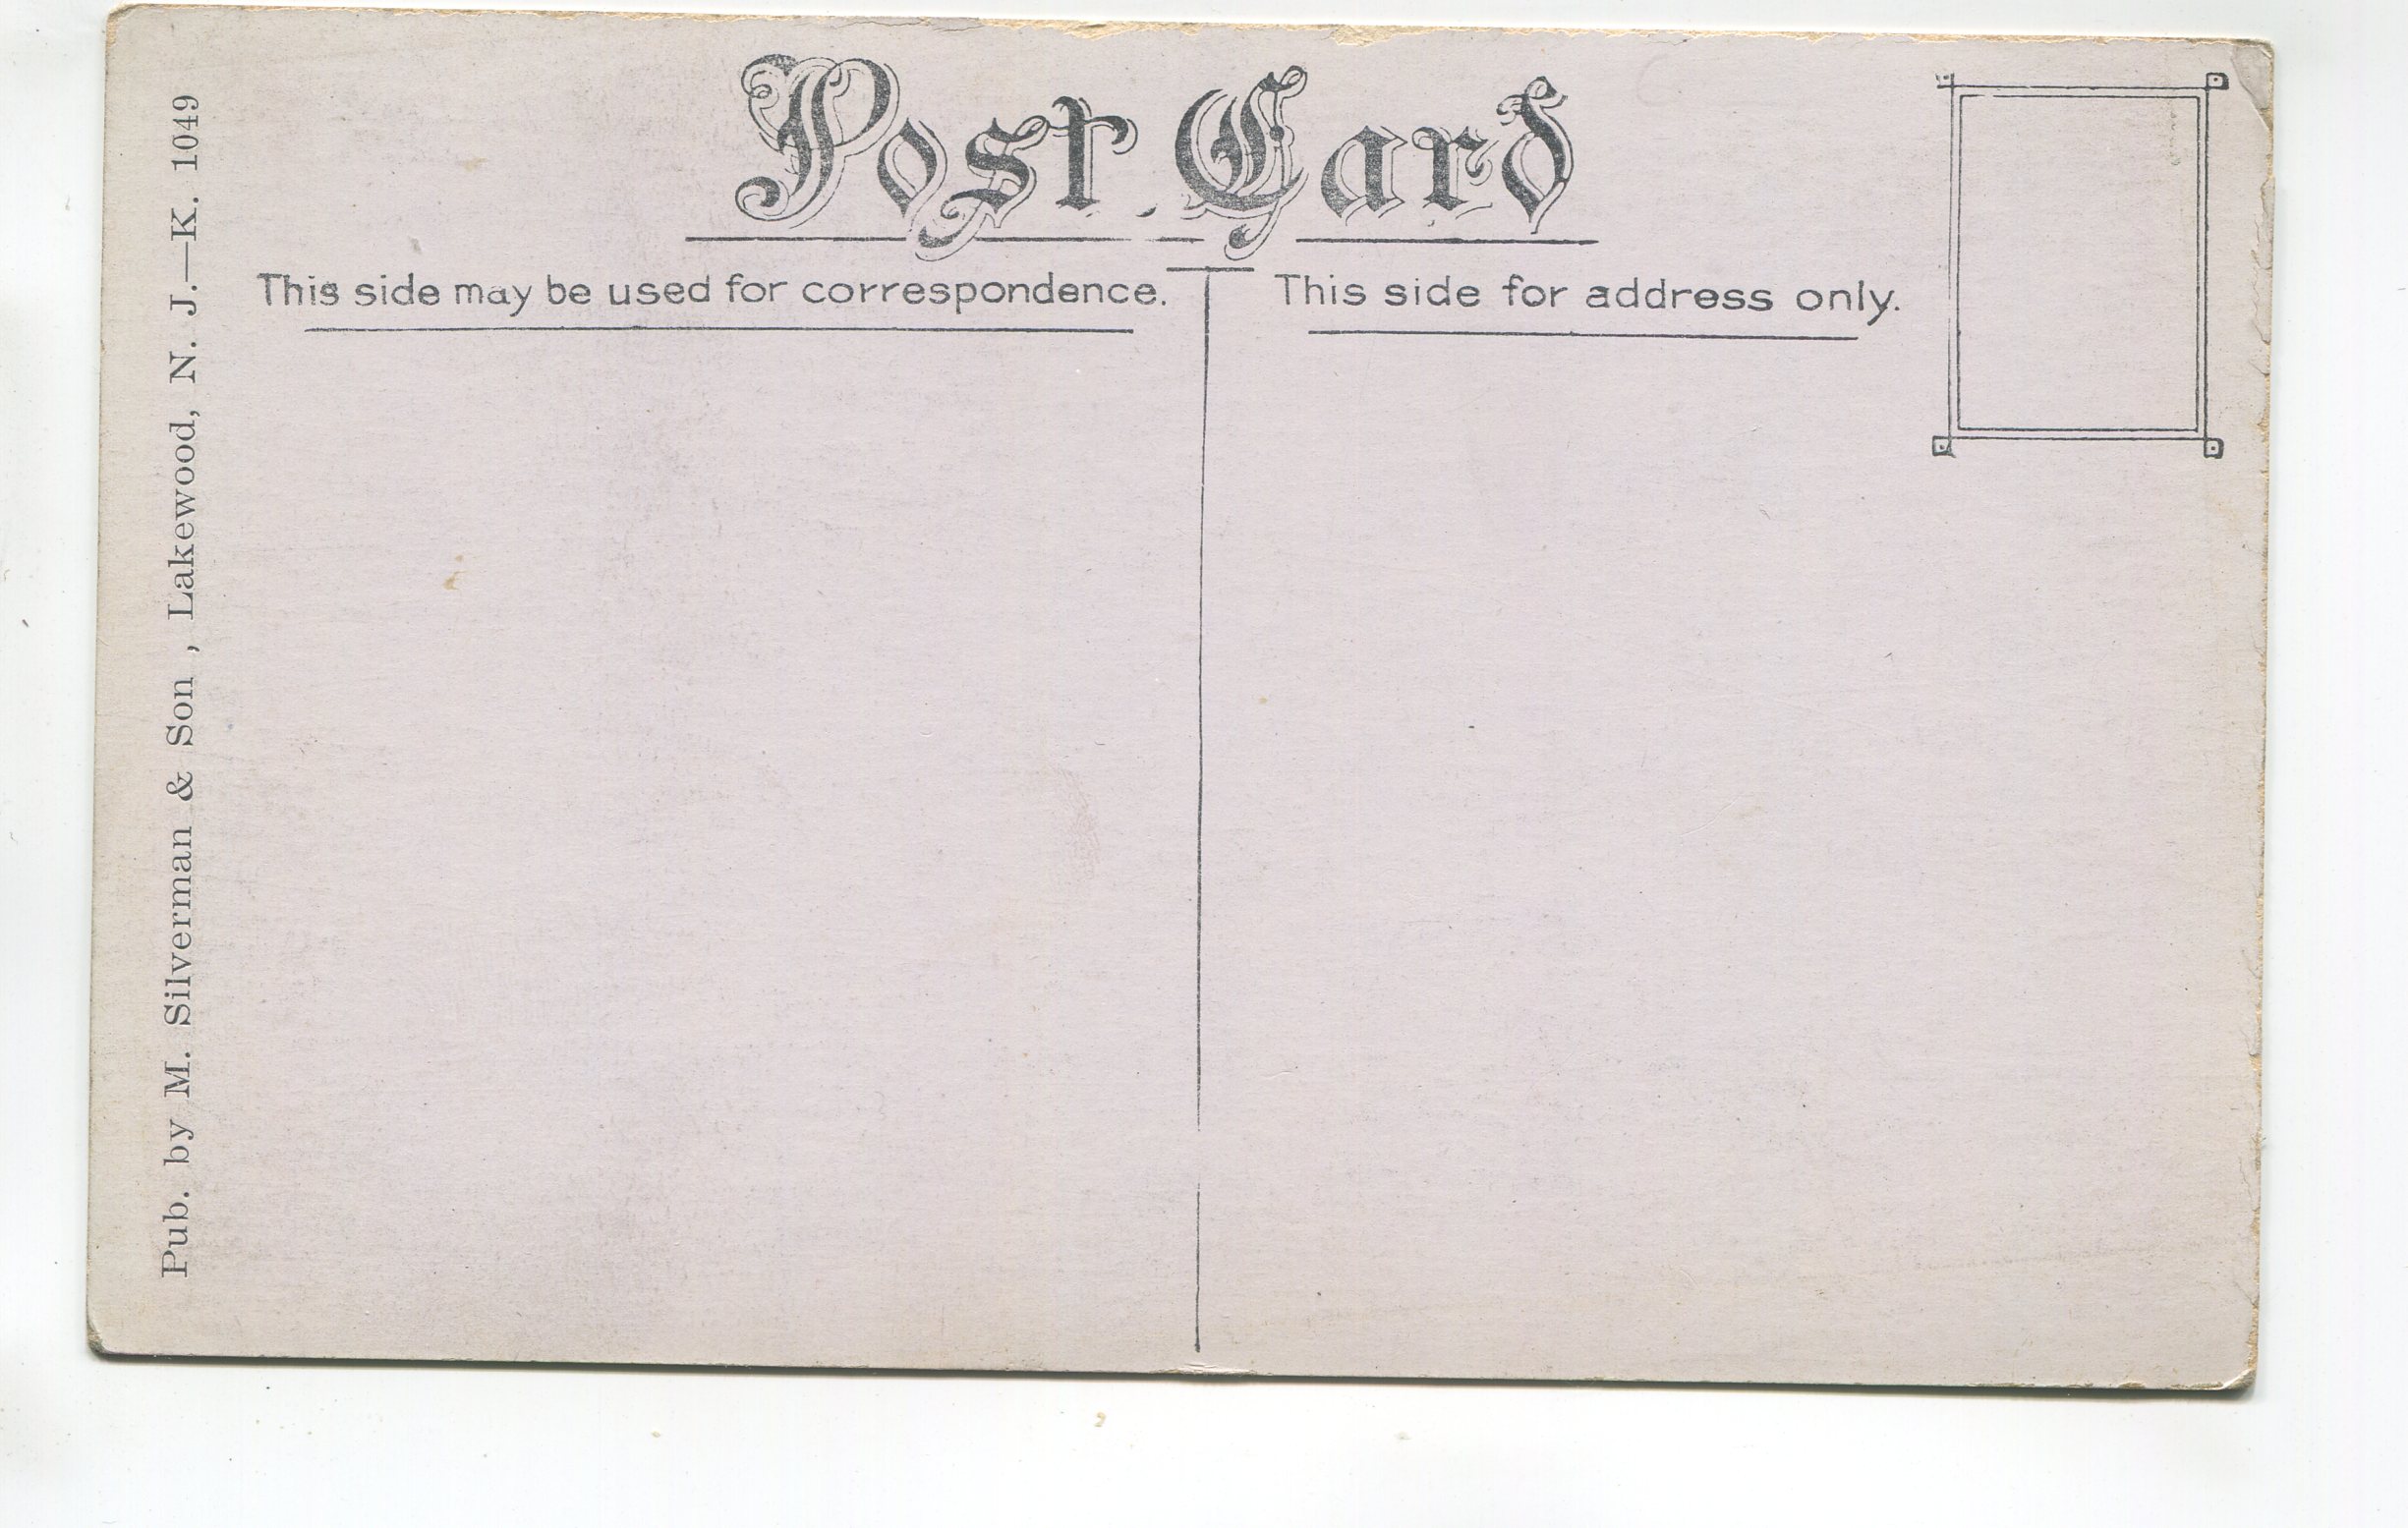 Post Card
This side may be used for correspondence.
This side for address only.
Pub. by M. Silverman & Son , Lakewood, N. J.—K. 1049